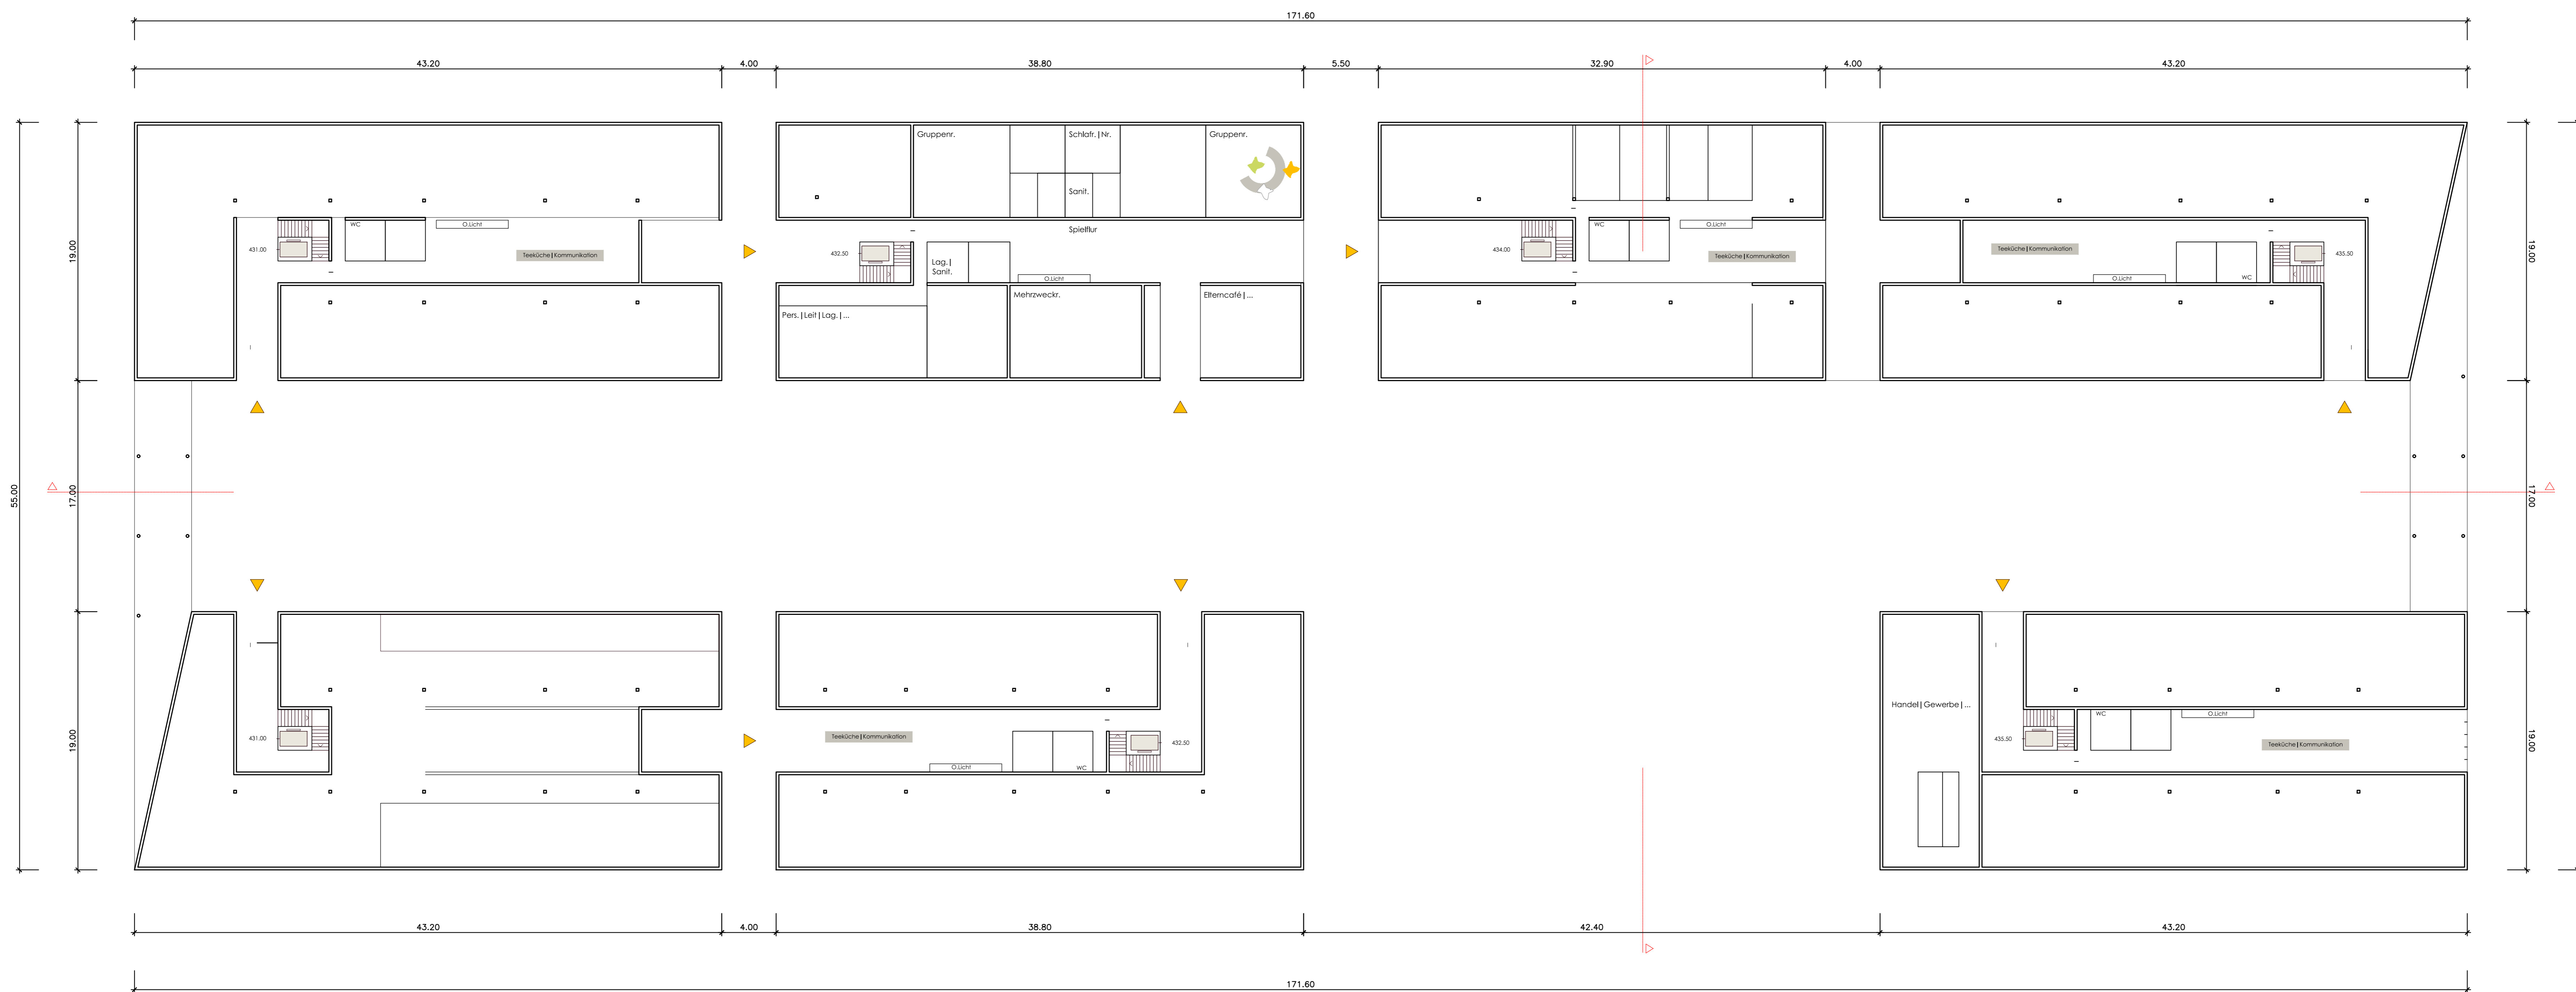 171.60
43.20
4.00
38.80
5.50
32.90
4.00
43.20
Gruppenr.
Schlafr.|Nr.
Gruppenr.
Sanit.
WC
O.Licht
Spielflur
WC
O.Licht
431.00
Teeküche|Kommunikation
432.50
Lag.|
Sanit.
O.Licht
434.00
Teeküche|Kommunikation
Teeküche|Kommunikation
O.Licht
WC
435.50
19.00
19.00
Mehrzweckr.
Elterncafé|...
Pers.|Leit|Lag.|...
55.00
17.00
17.00
Handel|Gewerbe|...
WC
O.Licht
431.00
Teeküche|Kommunikation
432.50
435.50
Teeküche|Kommunikation
O.Licht
WC
19.00
19.00
43.20
4.00
38.80
42.40
43.20
171.60